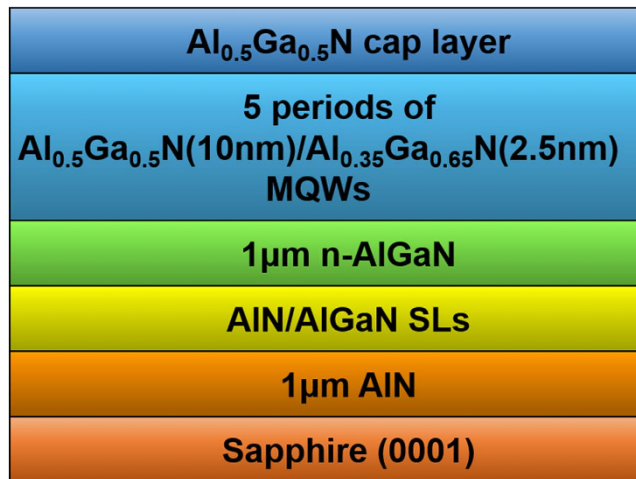 Al₀.₅Ga₀.₅N cap layer
5 periods of
Al₀.₅Ga₀.₅N(10nm)/Al₀.₃₅Ga₀.₆₅N(2.5nm)
MQWs
1μm n-AlGaN
AlN/AlGaN SLs
1μm AlN
Sapphire (0001)